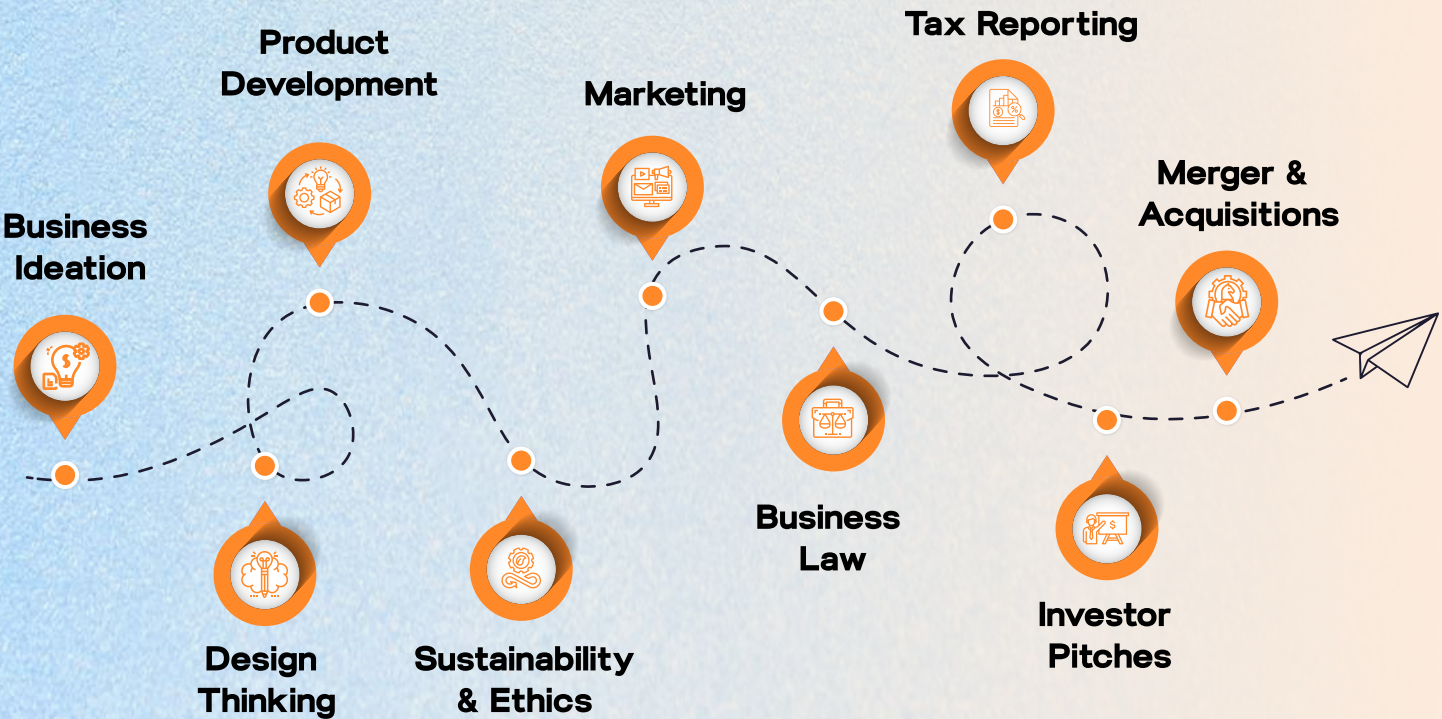 Business
Ideation
Design
Thinking
Product
Development
Sustainability
& Ethics
Marketing
Business
Law
Tax Reporting
Investor
Pitches
Merger &
Acquisitions